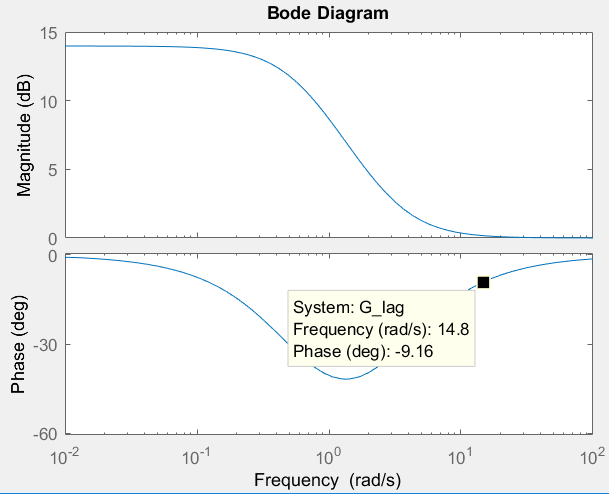 Bode Diagram
Magnitude (dB)
15
10
5
0
Phase (deg)
0
-30
-60
System: G_lag
Frequency (rad/s): 14.8
Phase (deg): -9.16
10^-2 10^-1 10^0 10^1 10^2
Frequency (rad/s)